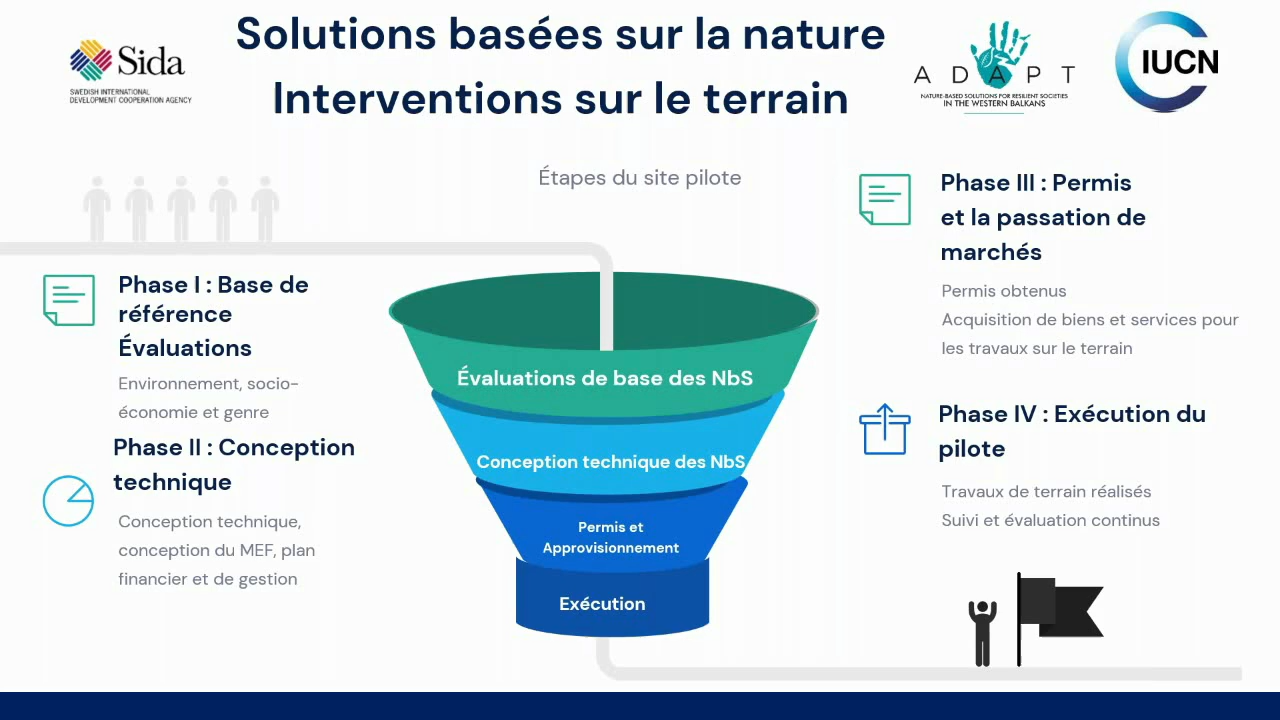 Solutions basées sur la nature
Interventions sur le terrain
Sida
SWEDISH INTERNATIONAL
DEVELOPMENT COOPERATION AGENCY
ADAPT
NATURE-BASED SOLUTIONS FOR RESILIENT SOCIETIES
IN THE WESTERN BALKANS
IUCN
Étapes du site pilote
Phase I : Base de
référence
Évaluations
Environnement, socio-
économie et genre
Phase II : Conception
technique
Conception technique,
conception du MEF, plan
financier et de gestion
Évaluations de base des NbS
Conception technique des NbS
Permis et
Approvisionnement
Exécution
Phase III : Permis
et la passation de
marchés
Permis obtenus
Acquisition de biens et services pour
les travaux sur le terrain
Phase IV : Exécution du
pilote
Travaux de terrain réalisés
Suivi et évaluation continus